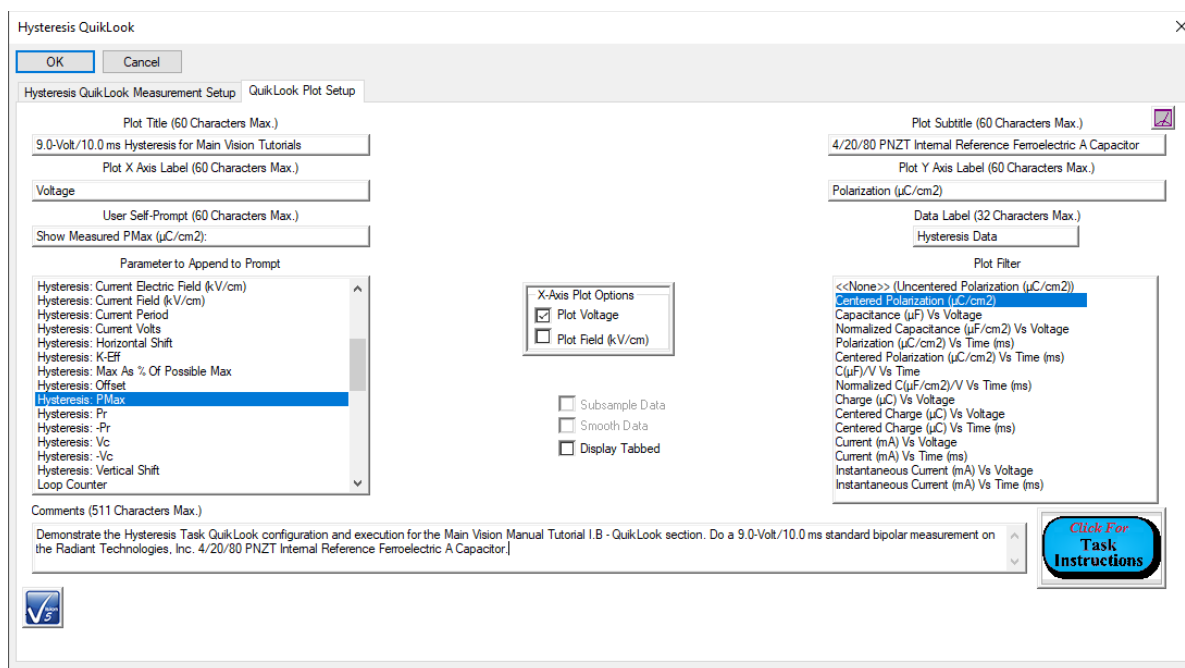 Hysteresis QuikLook
OK
Cancel
Hysteresis QuikLook Measurement Setup
QuikLook Plot Setup
Plot Title (60 Characters Max.)
9.0-Volt/10.0 ms Hysteresis for Main Vision Tutorials
Plot Subtitle (60 Characters Max.)
4/20/80 PNZT Internal Reference Ferroelectric A Capacitor
Plot X Axis Label (60 Characters Max.)
Voltage
Plot Y Axis Label (60 Characters Max.)
Polarization (µC/cm2)
User Self-Prompt (60 Characters Max.)
Show Measured PMax (µC/cm2):
Data Label (32 Characters Max.)
Hysteresis Data
Parameter to Append to Prompt
Hysteresis: Current Electric Field (kV/cm)
Hysteresis: Current Field (kV/cm)
Hysteresis: Current Period
Hysteresis: Current Volts
Hysteresis: Horizontal Shift
Hysteresis: K-Eff
Hysteresis: Max As % Of Possible Max
Hysteresis: Offset
Hysteresis: PMax
Hysteresis: Pr
Hysteresis: -Pr
Hysteresis: Vc
Hysteresis: -Vc
Hysteresis: Vertical Shift
Loop Counter
X-Axis Plot Options
Plot Voltage
Plot Field (kV/cm)
Subsample Data
Smooth Data
Display Tabbed
Plot Filter
<<None>> (Uncentered Polarization (µC/cm2))
Centered Polarization (µC/cm2)
Capacitance (µF) Vs Voltage
Normalized Capacitance (µF/cm2) Vs Voltage
Polarization (µC/cm2) Vs Time (ms)
Centered Polarization (µC/cm2) Vs Time (ms)
C(µF)/V Vs Time
Normalized C(µF/cm2)/V Vs Time (ms)
Charge (µC) Vs Voltage
Centered Charge (µC) Vs Voltage
Centered Charge (µC) Vs Time (ms)
Current (mA) Vs Voltage
Current (mA) Vs Time (ms)
Instantaneous Current (mA) Vs Voltage
Instantaneous Current (mA) Vs Time (ms)
Comments (511 Characters Max.)
Demonstrate the Hysteresis Task QuikLook configuration and execution for the Main Vision Manual Tutorial I.B - QuikLook section. Do a 9.0-Volt/10.0 ms standard bipolar measurement on
the Radiant Technologies, Inc. 4/20/80 PNZT Internal Reference Ferroelectric A Capacitor.
Click For
Task
Instructions